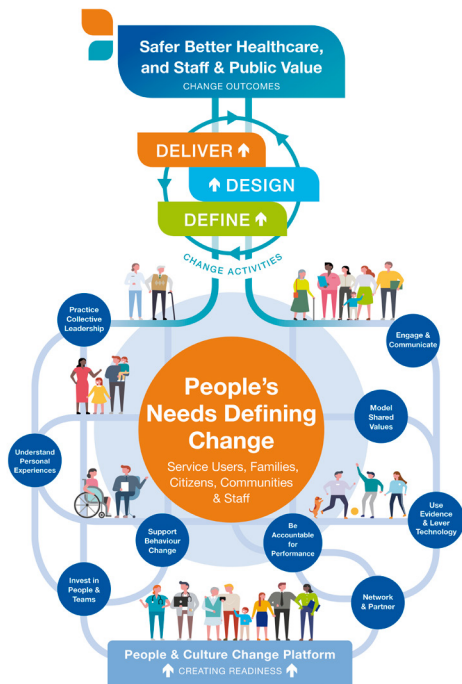 Safer Better Healthcare,
and Staff & Public Value
CHANGE OUTCOMES
DELIVER
DESIGN
DEFINE
CHANGE ACTIVITIES
Practice
Collective
Leadership
Engage &
Communicate
People's
Needs Defining
Change
Service Users, Families,
Citizens, Communities
& Staff
Model
Shared
Values
Understand
Personal
Experiences
Use
Evidence
& Lever
Technology
Support
Behaviour
Change
Be
Accountable
for
Performance
Invest in
People &
Teams
Network
& Partner
People & Culture Change Platform
CREATING READINESS